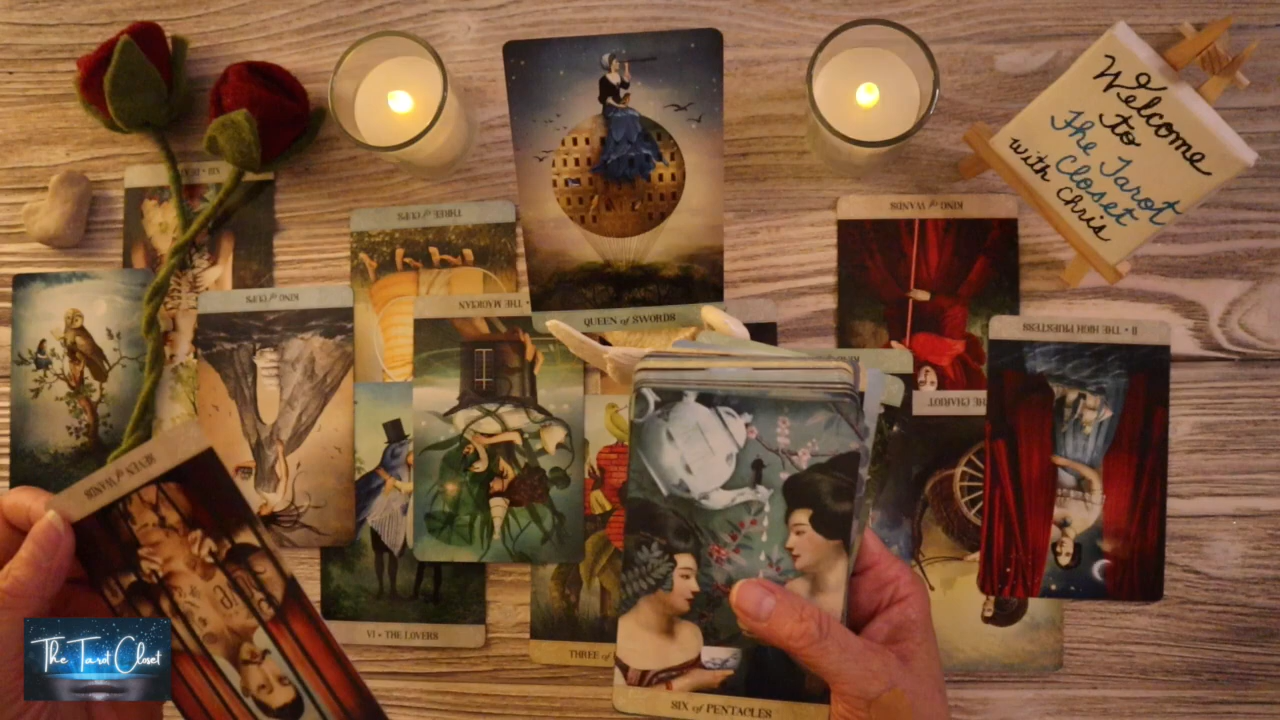 Welcome
to
The Tarot
Closet
with Chris
THREE of CUPS
KING of WANDS
KING of CUPS
THE MAGICIAN
QUEEN of SWORDS
II • THE HIGH PRIESTESS
THE CHARIOT
SEVEN of WANDS
VI • THE LOVERS
THREE of
SIX of PENTACLES
The Tarot Closet